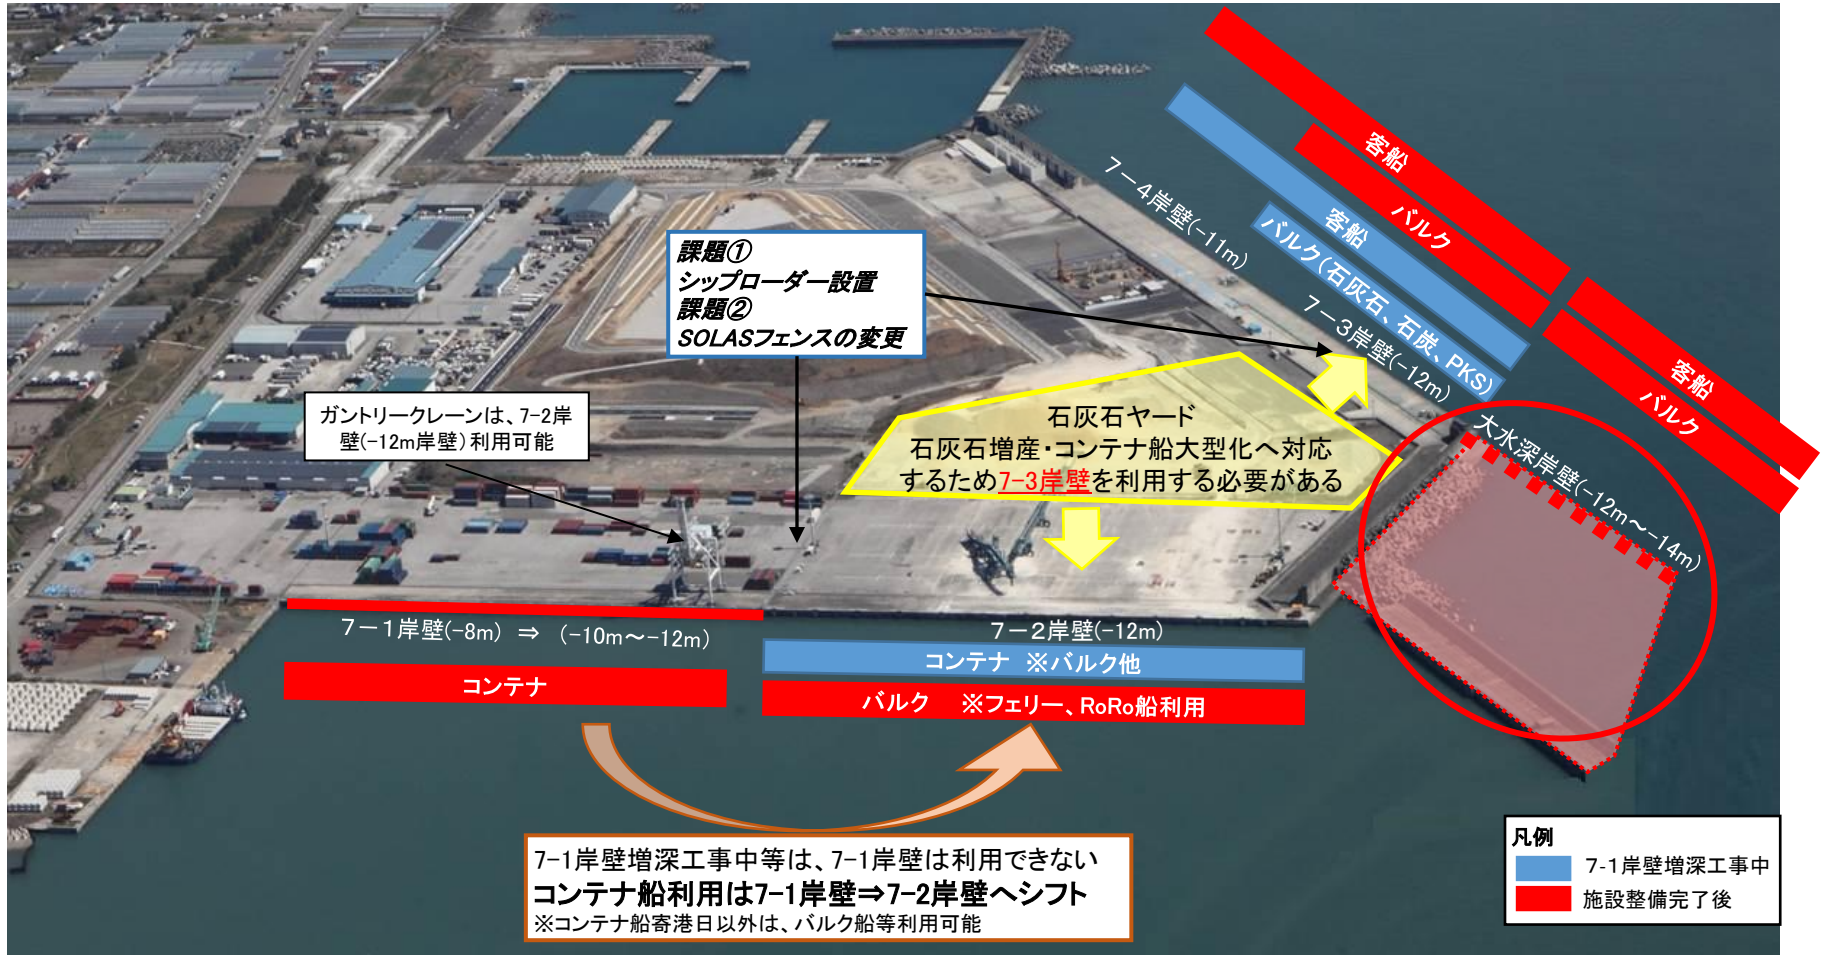 客船
バルク
客船
バルク(石灰石、石炭、PKS)
7-4岸壁(-11m)
7-3岸壁(-12m)
客船
バルク
大水深岸壁(-12m~-14m)
課題①
シップローダー設置
課題②
SOLASフェンスの変更
ガントリークレーンは、7-2岸
壁(-12m岸壁)利用可能
石灰石ヤード
石灰石増産・コンテナ船大型化へ対応
するため7-3岸壁を利用する必要がある
7-1岸壁(-8m) ⇒ (-10m~-12m)
7-2岸壁(-12m)
コンテナ ※バルク他
コンテナ
バルク ※フェリー、RoRo船利用
7-1岸壁増深工事中等は、7-1岸壁は利用できない
コンテナ船利用は7-1岸壁⇒7-2岸壁へシフト
※コンテナ船寄港日以外は、バルク船等利用可能
凡例
7-1岸壁増深工事中
施設整備完了後